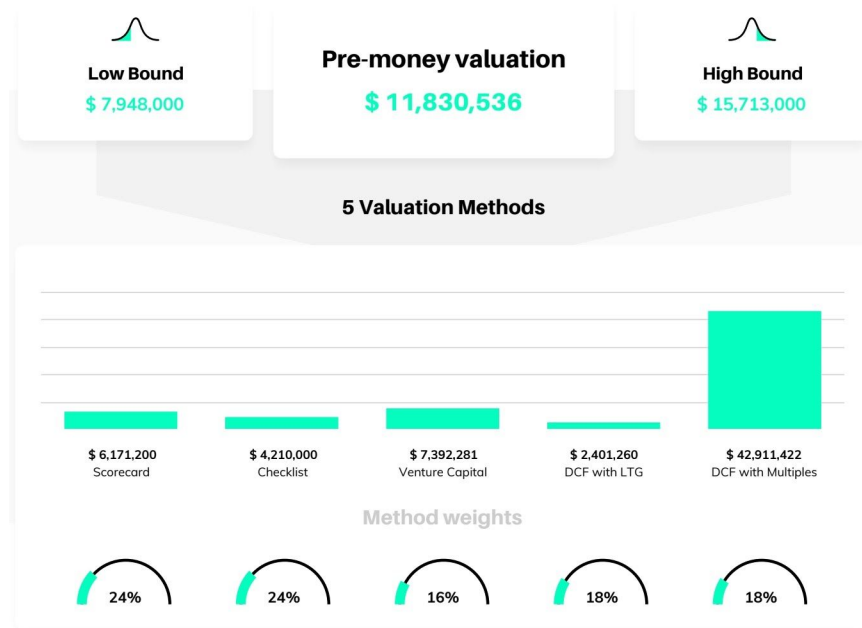 Low Bound
$ 7,948,000
Pre-money valuation
$ 11,830,536
High Bound
$ 15,713,000
5 Valuation Methods
$ 6,171,200
Scorecard
$ 4,210,000
Checklist
$ 7,392,281
Venture Capital
$ 2,401,260
DCF with LTG
$ 42,911,422
DCF with Multiples
Method weights
24%
24%
16%
18%
18%